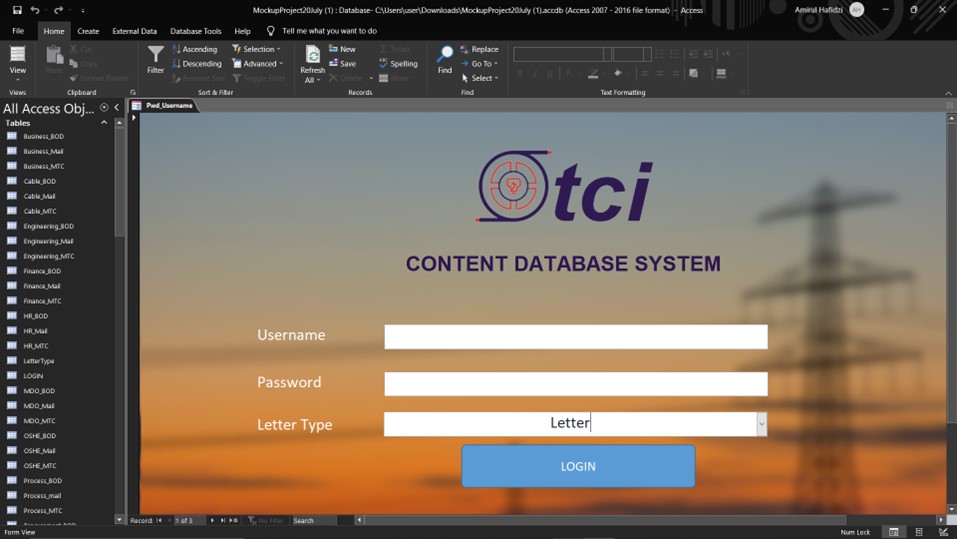 MockupProject20July (1) : Database- C:\Users\user\Downloads\MockupProject20July (1).accdb (Access 2007 - 2016 file format) - Access
Amirul Hafidzi
AH
File
Home
Create
External Data
Database Tools
Help
Tell me what you want to do
View
Paste
Cut
Copy
Format Painter
Filter
Ascending
Descending
Remove Sort
Selection
Advanced
Toggle Filter
Refresh
All
New
Save
Delete
Totals
Spelling
More
Find
Replace
Go To
Select
Views
Clipboard
Sort & Filter
Records
Find
Text Formatting
All Access Obj...
Tables
Business_BOD
Business_Mail
Business_MTC
Cable_BOD
Cable_Mail
Cable_MTC
Engineering_BOD
Engineering_Mail
Engineering_MTC
Finance_BOD
Finance_Mail
Finance_MTC
HR_BOD
HR_Mail
HR_MTC
LetterType
LOGIN
MDO_BOD
MDO_Mail
MDO_MTC
OSHE_BOD
OSHE_Mail
OSHE_MTC
Process_BOD
Process_mail
Process_MTC
Pwd_Username
tci
CONTENT DATABASE SYSTEM
Username
Password
Letter Type
Letter
LOGIN
Record:
1 of 3
No Filter
Search
Form View
Num Lock